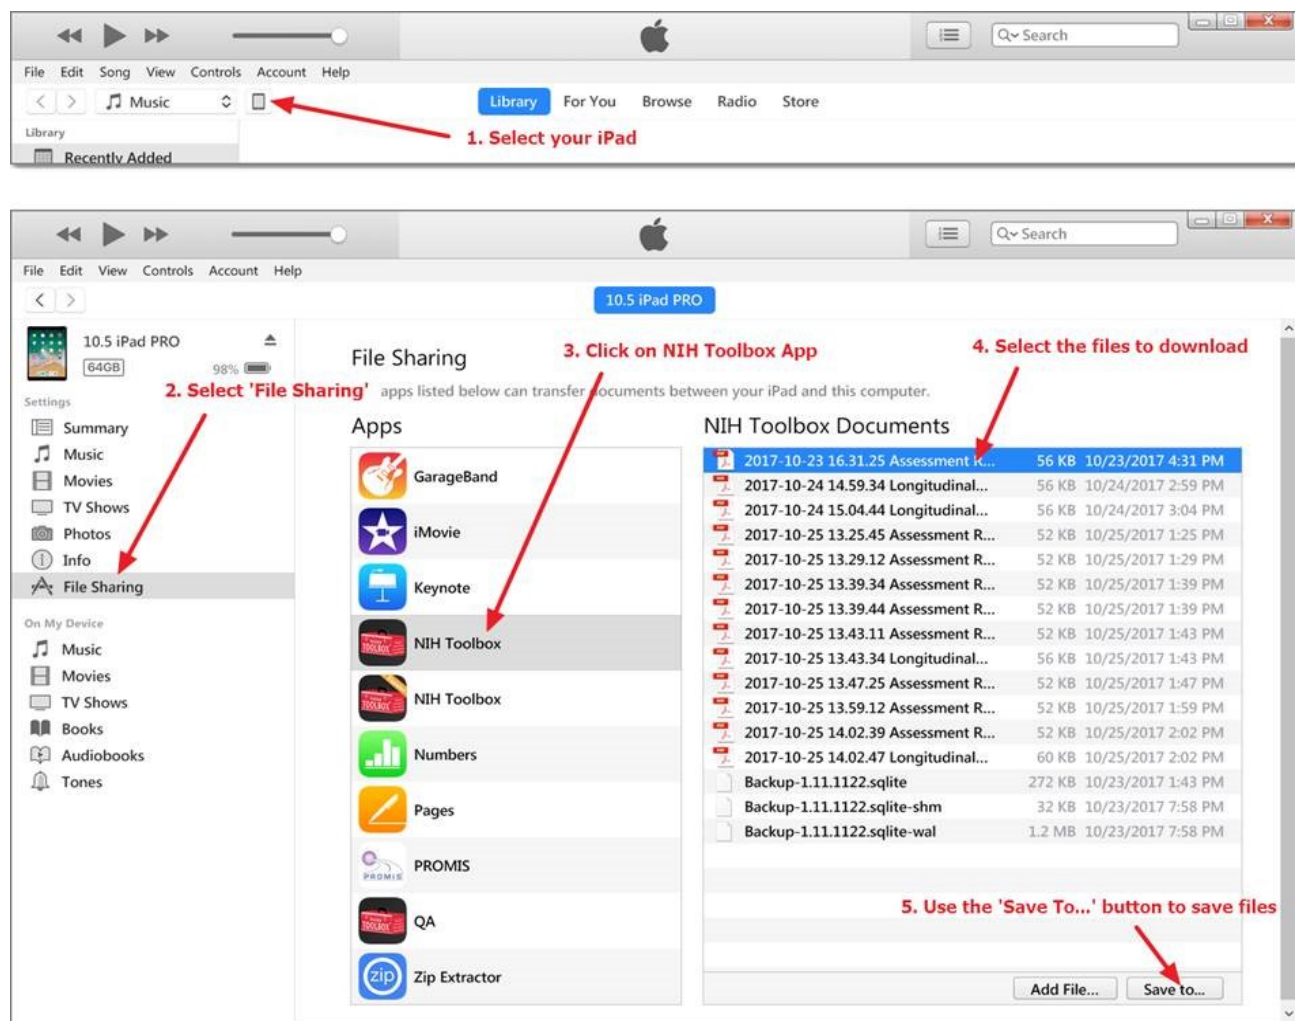 Search
File Edit Song View Controls Account Help
Music
Library For You Browse Radio Store
1. Select your iPad
Library
Recently Added
Search
File Edit View Controls Account Help
10.5 iPad PRO
10.5 iPad PRO
64GB 98%
2. Select 'File Sharing'
Settings
Summary
Music
Movies
TV Shows
Photos
Info
File Sharing
On My Device
Music
Movies
TV Shows
Books
Audiobooks
Tones
File Sharing
3. Click on NIH Toolbox App
4. Select the files to download
apps listed below can transfer documents between your iPad and this computer.
Apps
GarageBand
iMovie
Keynote
NIH Toolbox
NIH Toolbox
Numbers
Pages
PROMIS
PROMIS
QA
zip Zip Extractor
NIH Toolbox Documents
2017-10-23 16.31.25 Assessment R... 56 KB 10/23/2017 4:31 PM
2017-10-24 14.59.34 Longitudinal... 56 KB 10/24/2017 2:59 PM
2017-10-24 15.04.44 Longitudinal... 56 KB 10/24/2017 3:04 PM
2017-10-25 13.25.45 Assessment R... 52 KB 10/25/2017 1:25 PM
2017-10-25 13.29.12 Assessment R... 52 KB 10/25/2017 1:29 PM
2017-10-25 13.39.34 Assessment R... 52 KB 10/25/2017 1:39 PM
2017-10-25 13.39.44 Assessment R... 52 KB 10/25/2017 1:39 PM
2017-10-25 13.43.11 Assessment R... 52 KB 10/25/2017 1:43 PM
2017-10-25 13.43.34 Longitudinal... 56 KB 10/25/2017 1:43 PM
2017-10-25 13.47.25 Assessment R... 52 KB 10/25/2017 1:47 PM
2017-10-25 13.59.12 Assessment R... 52 KB 10/25/2017 1:59 PM
2017-10-25 14.02.39 Assessment R... 52 KB 10/25/2017 2:02 PM
2017-10-25 14.02.47 Longitudinal... 60 KB 10/25/2017 2:02 PM
Backup-1.11.1122.sqlite 272 KB 10/23/2017 1:43 PM
Backup-1.11.1122.sqlite-shm 32 KB 10/23/2017 7:58 PM
Backup-1.11.1122.sqlite-wal 1.2 MB 10/23/2017 7:58 PM
5. Use the 'Save To...' button to save files
Add File... Save to...